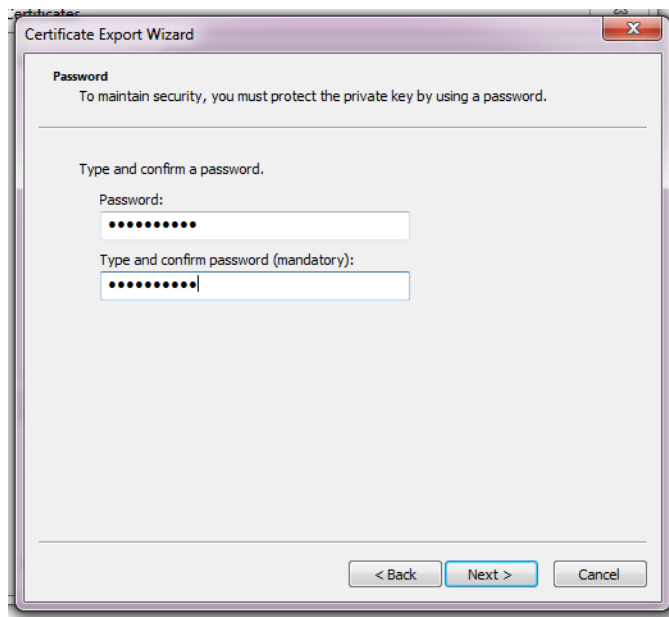 Certificates
Certificate Export Wizard
Password
To maintain security, you must protect the private key by using a password.
Type and confirm a password.
Password:
••••••••••
Type and confirm password (mandatory):
••••••••••
< Back Next > Cancel